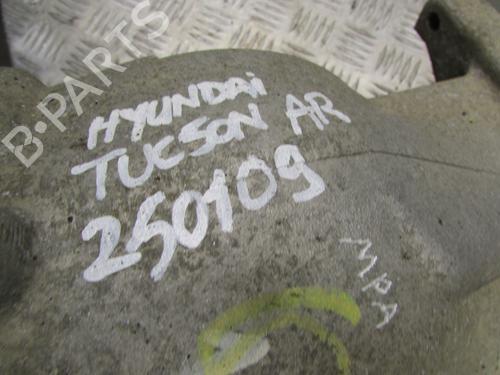 B-PARTS
HYUNDAI
TUCSON AR
250109
MPA